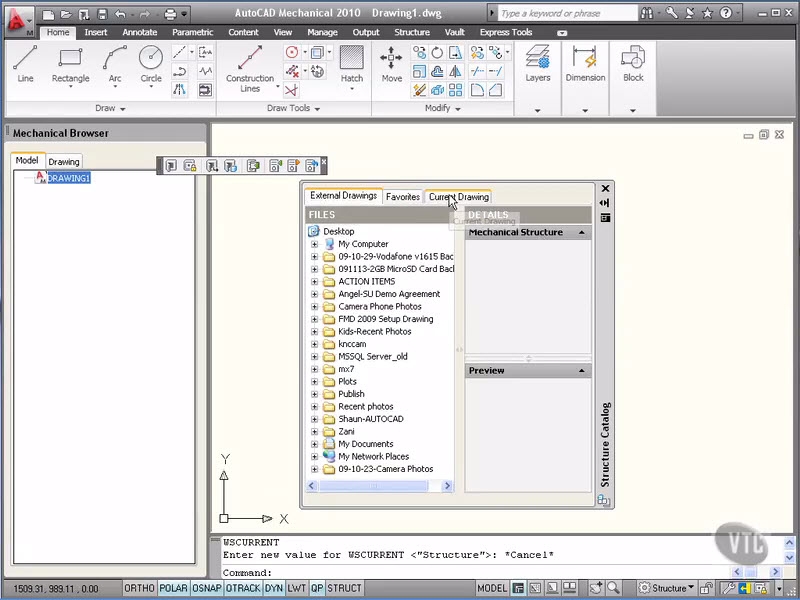 AutoCAD Mechanical 2010 Drawing1.dwg
Type a keyword or phrase
Home Insert Annotate Parametric Content View Manage Output Structure Vault Express Tools
Line Rectangle Arc Circle Construction Lines Hatch Move Layers Dimension Block
Draw Draw Tools Modify
Mechanical Browser
Model Drawing
DRAWING1
External Drawings Favorites Current Drawing
FILES DETAILS
Current Drawing
Desktop
My Computer
09-10-29-Vodafone v1615 Bac
091113-2GB MicroSD Card Back
ACTION ITEMS
Angel-SU Demo Agreement
Camera Phone Photos
FMD 2009 Setup Drawing
Kids-Recent Photos
knccam
MSSQL Server_old
mx7
Plots
Publish
Recent photos
Shaun-AUTOCAD
Zani
My Documents
My Network Places
09-10-23-Camera Photos
Mechanical Structure
Preview
Structure Catalog
Y
X
WSCURRENT
Enter new value for WSCURRENT <"Structure">: *Cancel*
Command:
VTC
1509.31, 989.11, 0.00 ORTHO POLAR OSNAP OTRACK DYN LWT QP STRUCT MODEL Structure